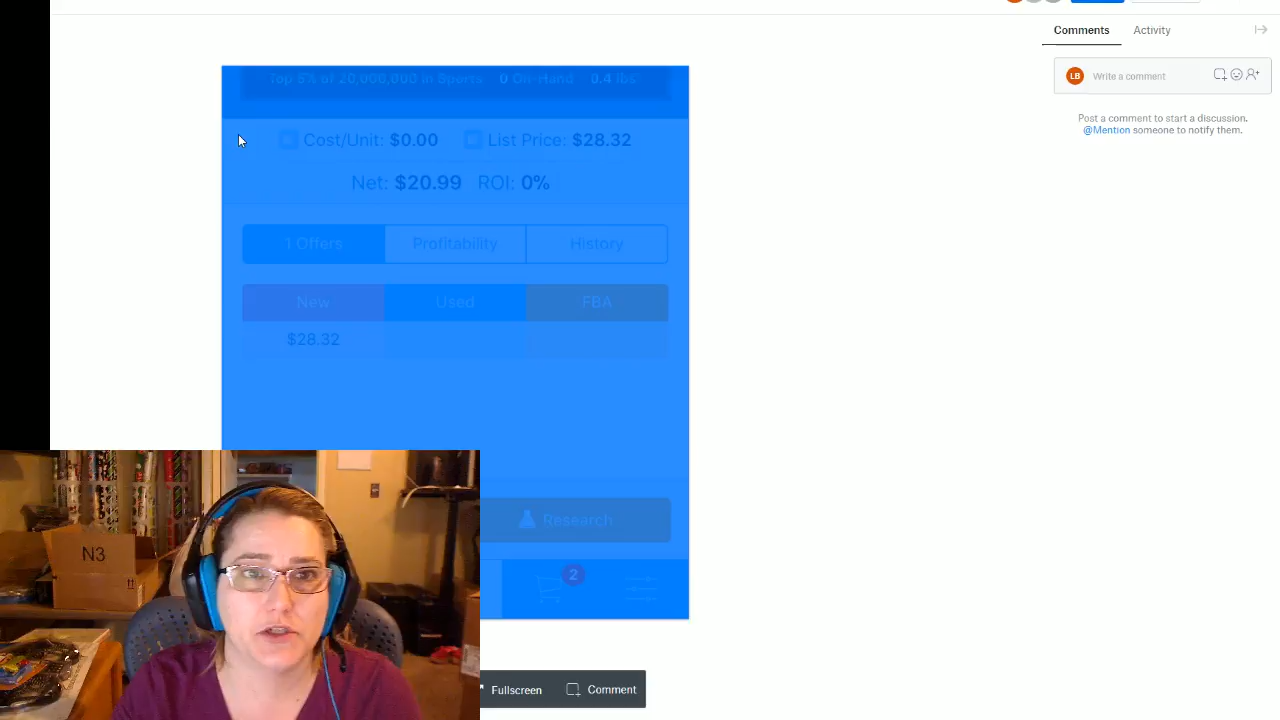 Comments Activity
LB Write a comment
Post a comment to start a discussion.
@Mention someone to notify them.
Top 5% of 20,000,000 in Sports 0 On-Hand 0.4 lbs
Cost/Unit: $0.00 List Price: $28.32
Net: $20.99 ROI: 0%
1 Offers Profitability History
New Used FBA
$28.32
Research
2
Fullscreen Comment
N3